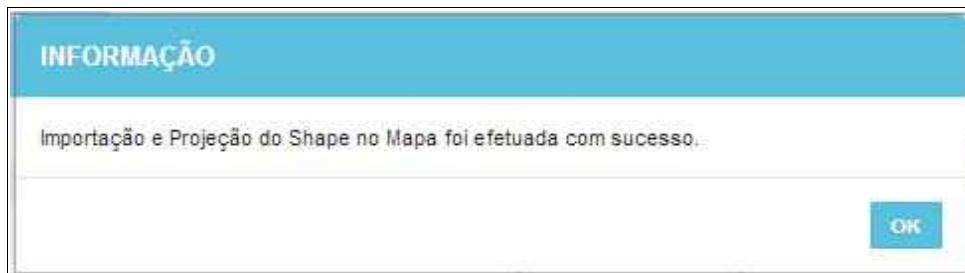 INFORMAÇÃO
Importação e Projeção do Shape no Mapa foi efetuada com sucesso.
OK